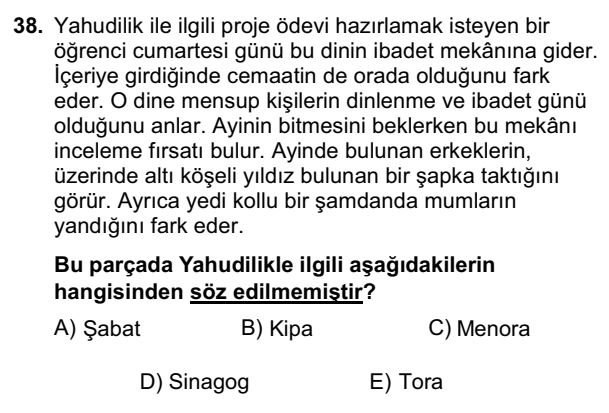 38. Yahudilik ile ilgili proje ödevi hazırlamak isteyen bir
öğrenci cumartesi günü bu dinin ibadet mekânına gider.
İçeriye girdiğinde cemaatin de orada olduğunu fark
eder. O dine mensup kişilerin dinlenme ve ibadet günü
olduğunu anlar. Ayinin bitmesini beklerken bu mekânı
inceleme fırsatı bulur. Ayinde bulunan erkeklerin,
üzerinde altı köşeli yıldız bulunan bir şapka taktığını
görür. Ayrıca yedi kollu bir şamdanda mumların
yandığını fark eder.
Bu parçada Yahudilikle ilgili aşağıdakilerin
hangisinden söz edilmemiştir?
A) Şabat B) Kipa C) Menora
D) Sinagog E) Tora